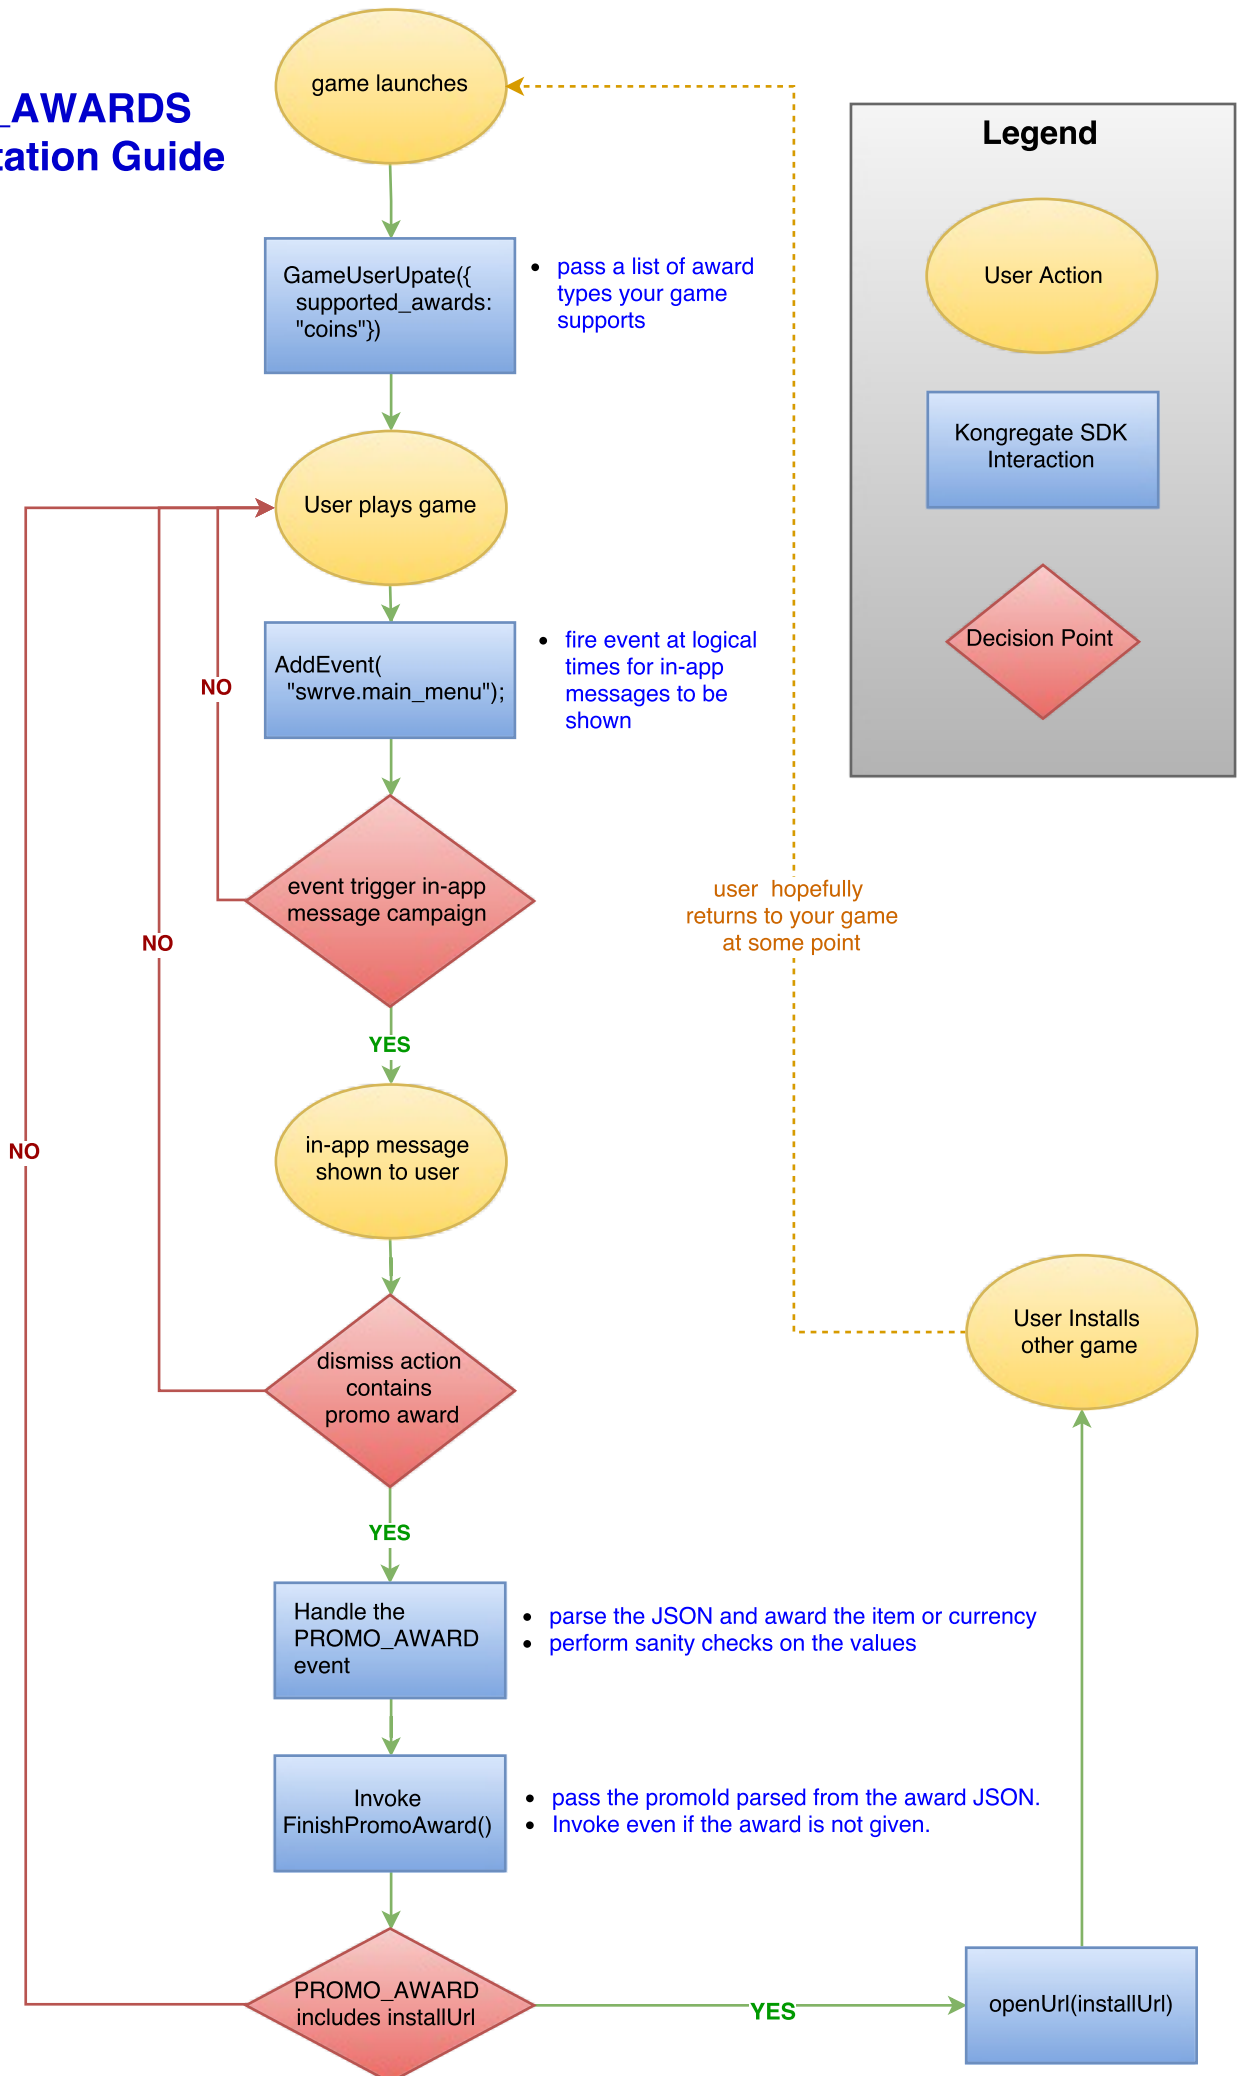 game launches
_AWARDS
tation Guide
Legend
User Action
GameUserUpate({
supported_awards:
"coins"})
pass a list of award
types your game
supports
Kongregate SDK
Interaction
User plays game
Decision Point
AddEvent(
"swrve.main_menu");
fire event at logical
times for in-app
messages to be
shown
NO
event trigger in-app
message campaign
NO
user hopefully
returns to your game
at some point
YES
in-app message
shown to user
NO
User Installs
other game
dismiss action
contains
promo award
YES
Handle the
PROMO_AWARD
event
parse the JSON and award the item or currency
perform sanity checks on the values
Invoke
FinishPromoAward()
pass the promoId parsed from the award JSON.
Invoke even if the award is not given.
PROMO_AWARD
includes installUrl
YES
openUrl(installUrl)